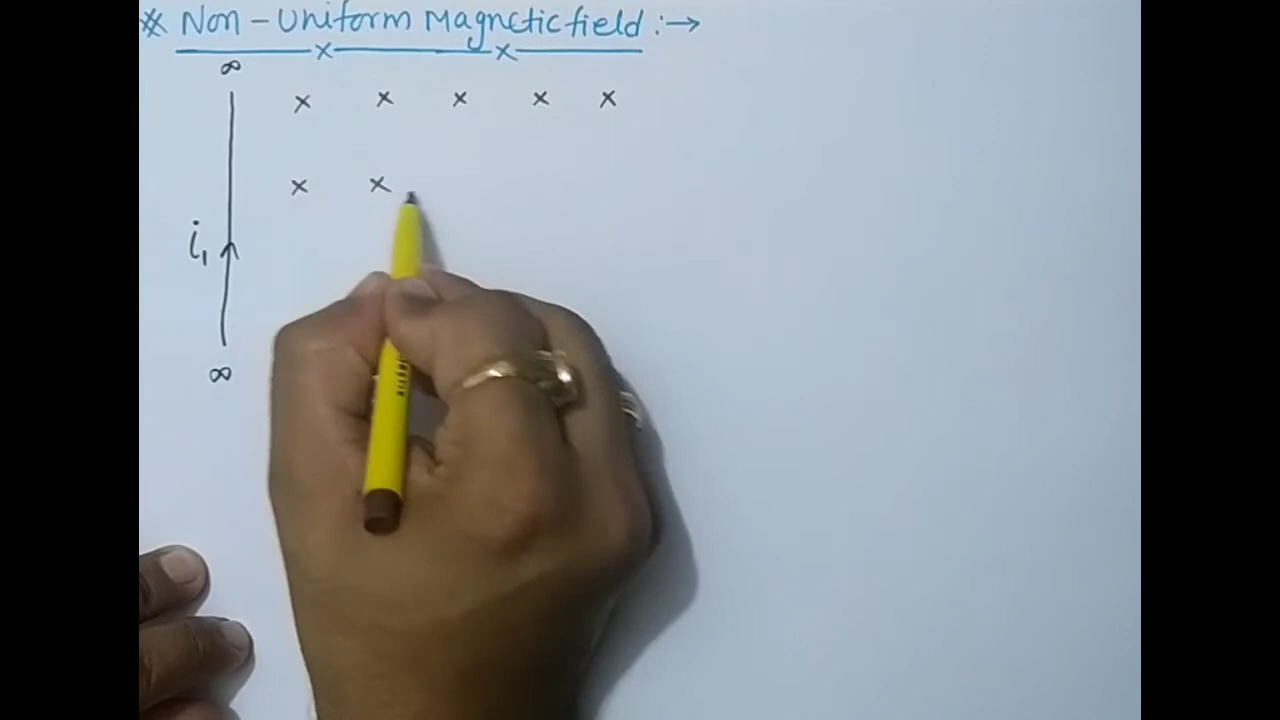 * Non-Uniform Magnetic field :→
∞
× × × × ×
× ×
i₁
∞